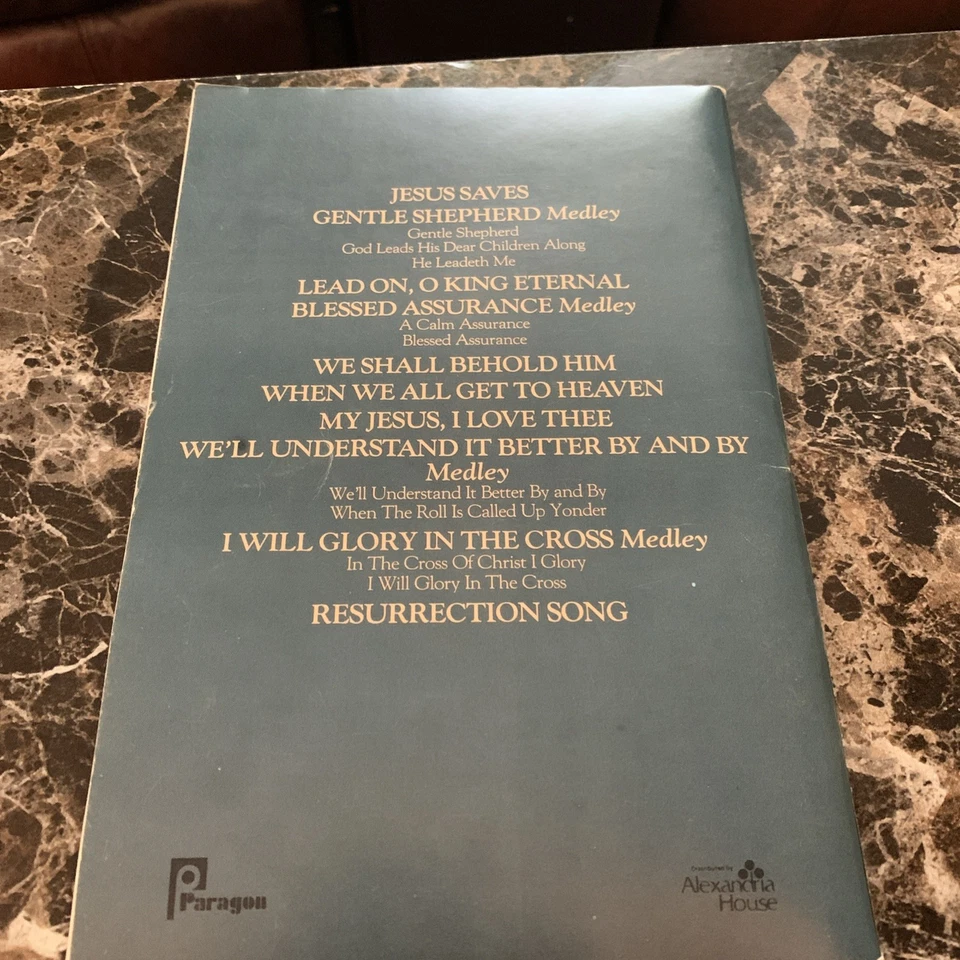 JESUS SAVES
GENTLE SHEPHERD Medley
Gentle Shepherd
God Leads His Dear Children Along
He Leadeth Me
LEAD ON, O KING ETERNAL
BLESSED ASSURANCE Medley
A Calm Assurance
Blessed Assurance
WE SHALL BEHOLD HIM
WHEN WE ALL GET TO HEAVEN
MY JESUS, I LOVE THEE
WE'LL UNDERSTAND IT BETTER BY AND BY
Medley
We'll Understand It Better By and By
When The Roll Is Called Up Yonder
I WILL GLORY IN THE CROSS Medley
In The Cross Of Christ I Glory
I Will Glory In The Cross
RESURRECTION SONG
Paragon
Distributed by
Alexandria
House